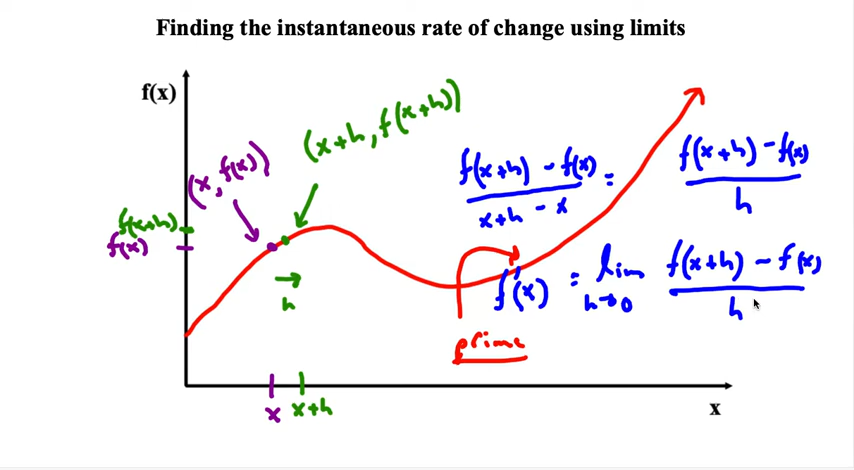 Finding the instantaneous rate of change using limits
f(x)
(x, f(x))
(x+h, f(x+h))
f(x+h)
f(x)
h
x
x+h
x
f(x+h) - f(x)
x+h - x
=
f(x+h) - f(x)
h
f'(x) = lim
h→0
f(x+h) - f(x)
h
prime